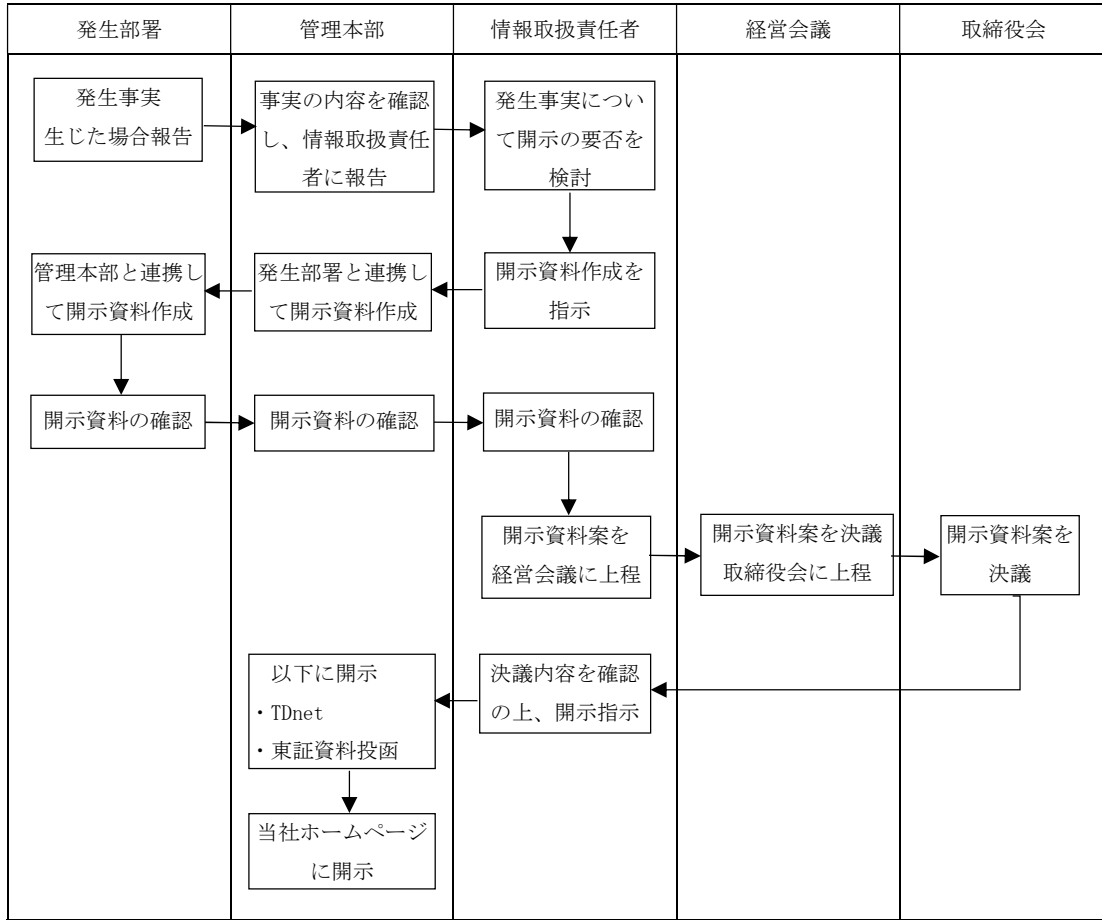 発生部署
管理本部
情報取扱責任者
経営会議
取締役会
発生事実
生じた場合報告
事実の内容を確認
し、情報取扱責任
者に報告
発生事実につい
て開示の要否を
検討
管理本部と連携し
て開示資料作成
発生部署と連携し
て開示資料作成
開示資料作成を
指示
開示資料の確認
開示資料の確認
開示資料の確認
開示資料案を
経営会議に上程
開示資料案を決議
取締役会に上程
開示資料案を
決議
以下に開示
・TDnet
・東証資料投函
決議内容を確認
の上、開示指示
当社ホームページ
に開示